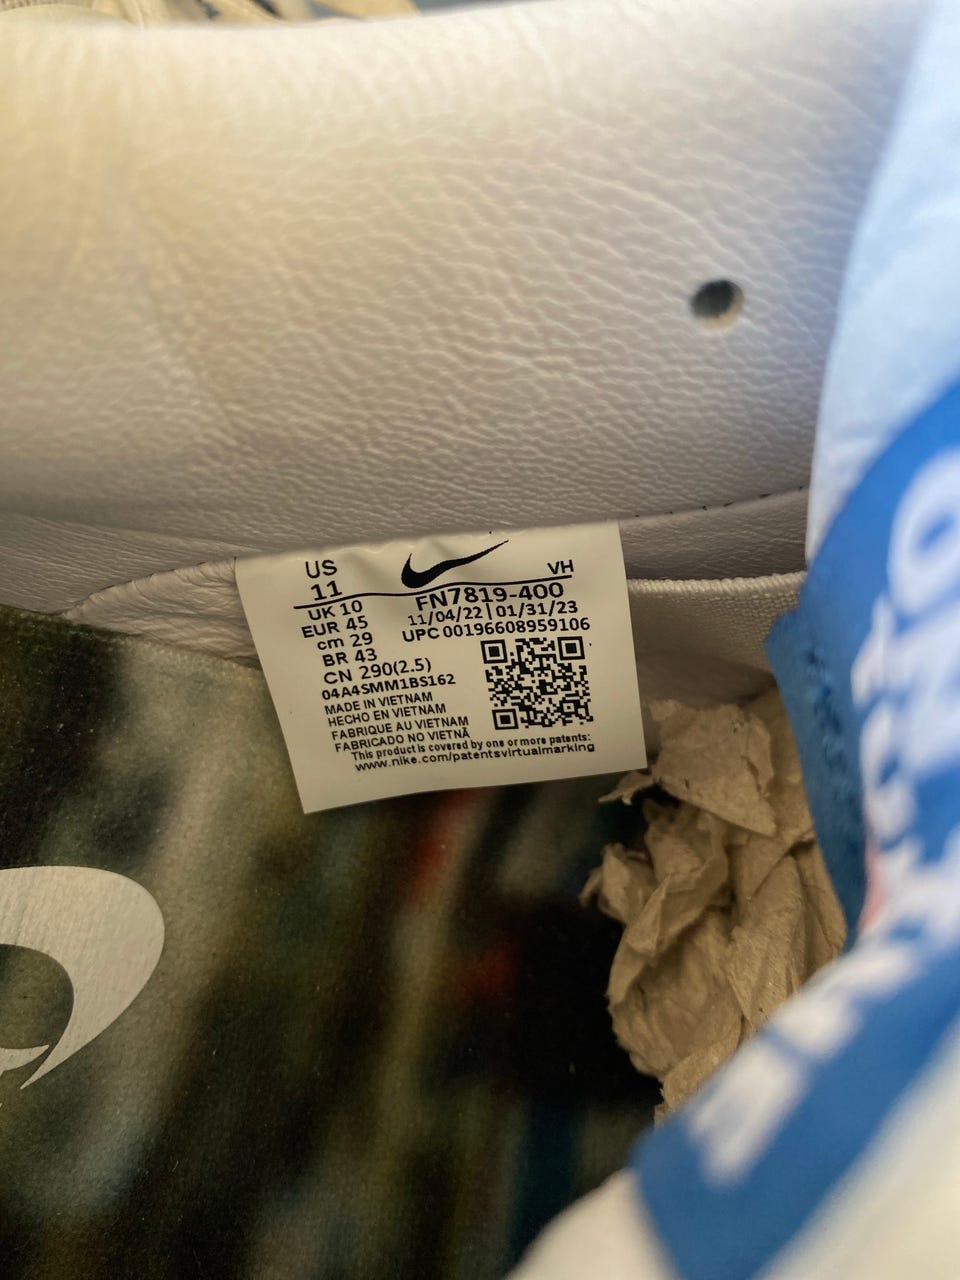 US
11
VH
UK 10
FN7819-400
EUR 45
11/04/22|01/31/23
cm 29
UPC 00196608959106
BR 43
CN 290(2.5)
04A4SMM1BS162
MADE IN VIETNAM
HECHO EN VIETNAM
FABRIQUE AU VIETNAM
FABRICADO NO VIETNÃ
This product is covered by one or more patents:
www.nike.com/patentsvirtualmarking